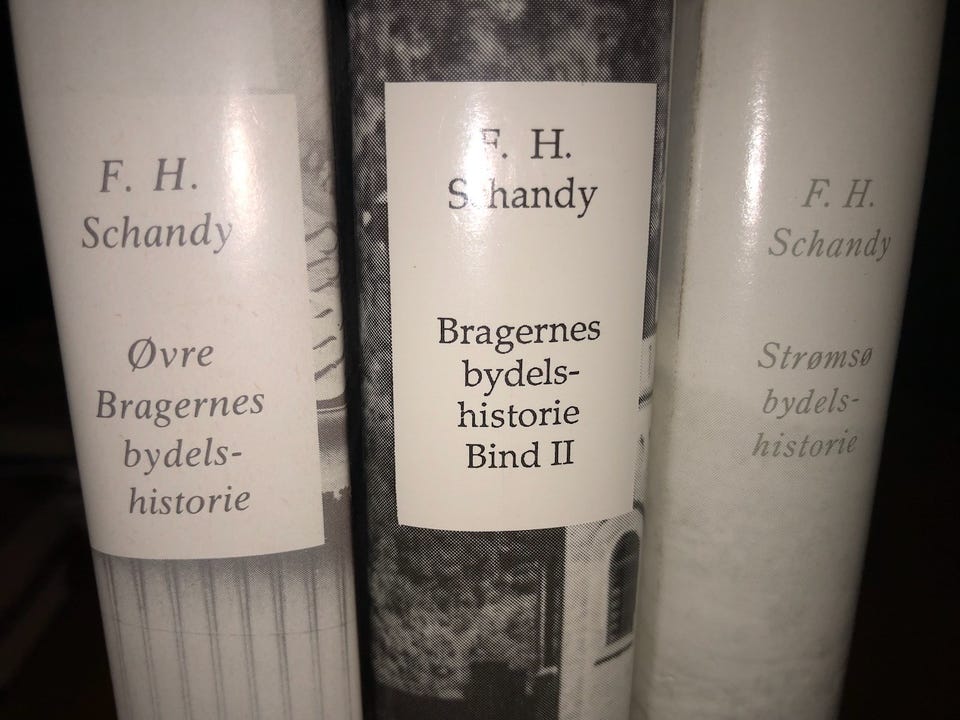 F. H.
Schandy
Øvre
Bragernes
bydels-
historie
F. H.
Schandy
Bragernes
bydels-
historie
Bind II
F. H.
Schandy
Strømsø
bydels-
historie